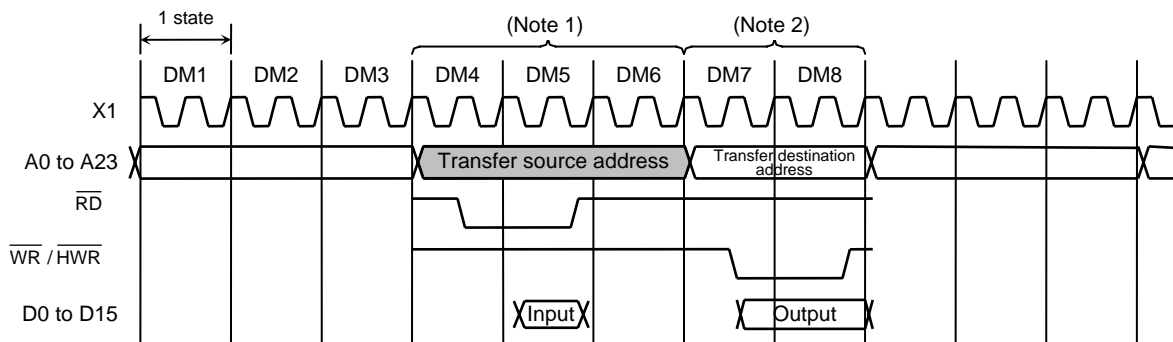 1 state
(Note 1)
(Note 2)
DM1 DM2 DM3 DM4 DM5 DM6 DM7 DM8
X1
A0 to A23
Transfer source address
Transfer destination
address
RD
WR / HWR
D0 to D15
Input
Output